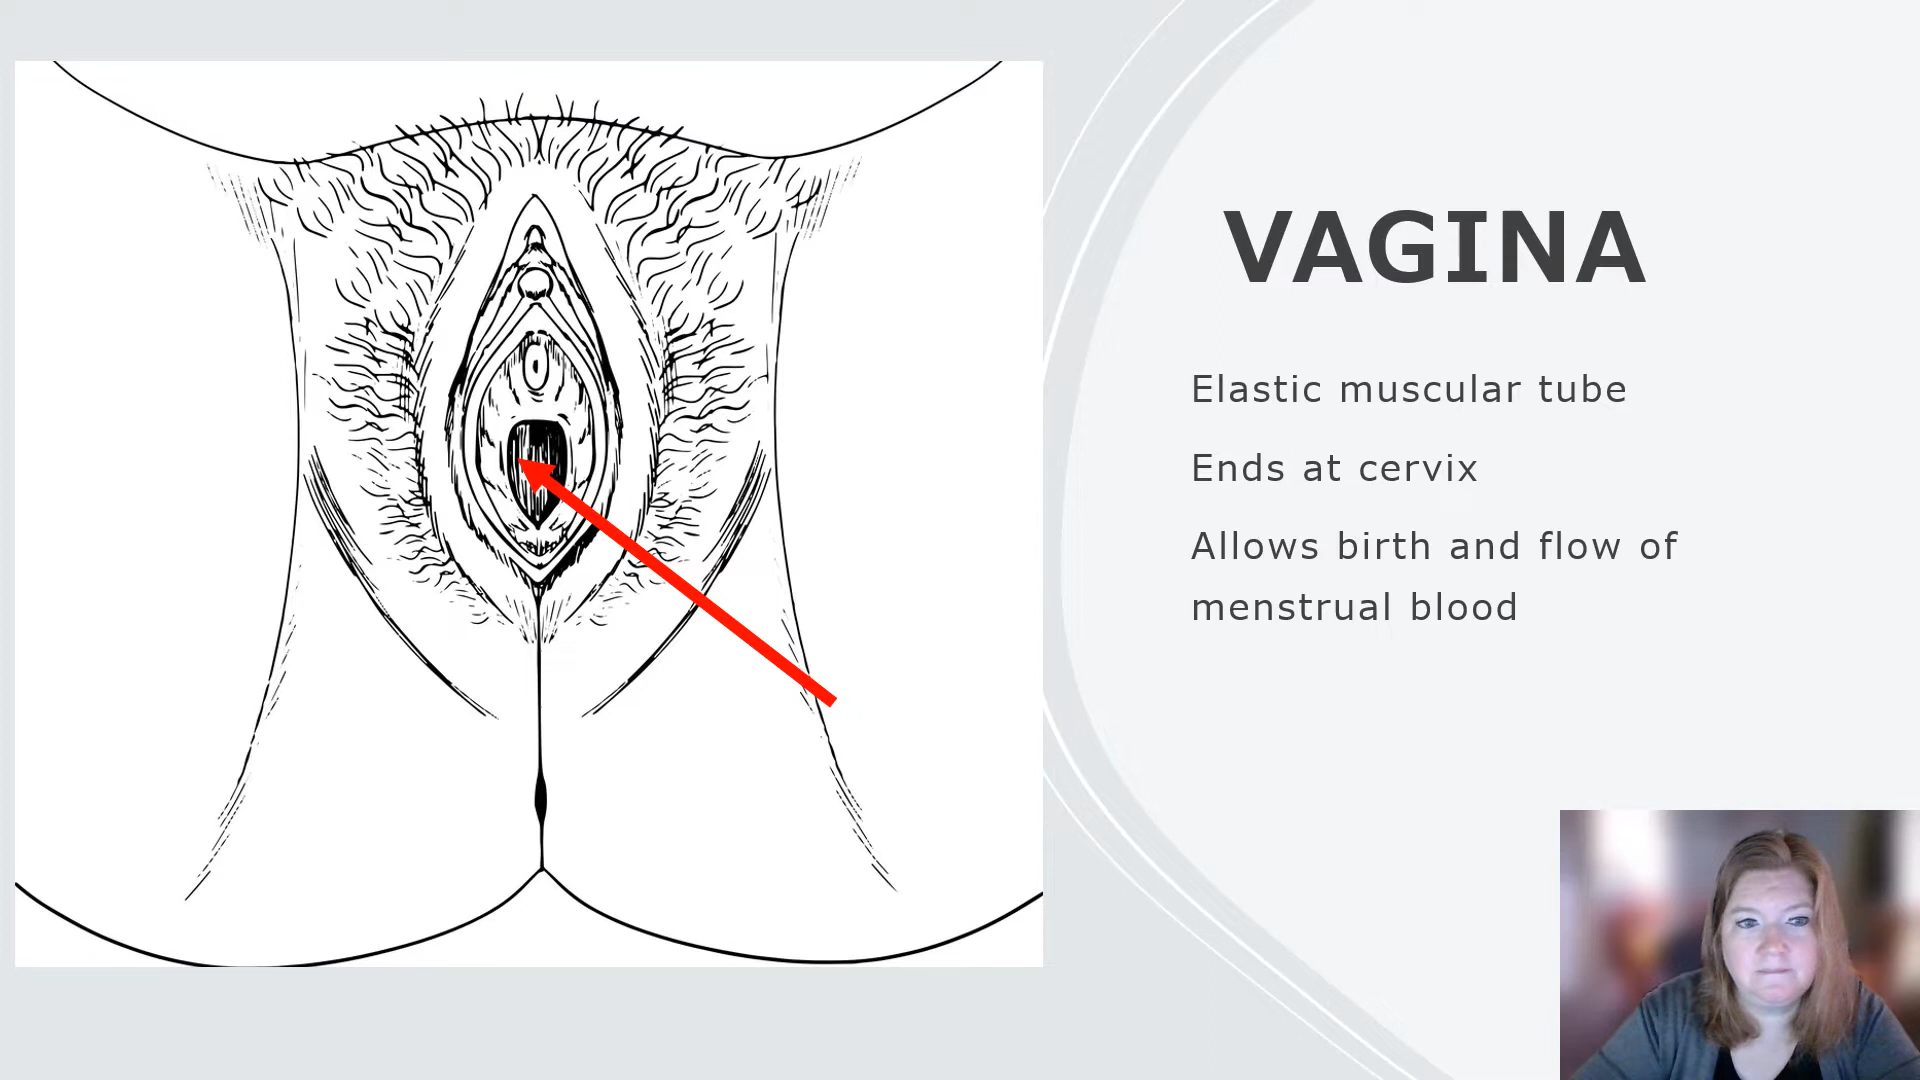 VAGINA
Elastic muscular tube
Ends at cervix
Allows birth and flow of
menstrual blood